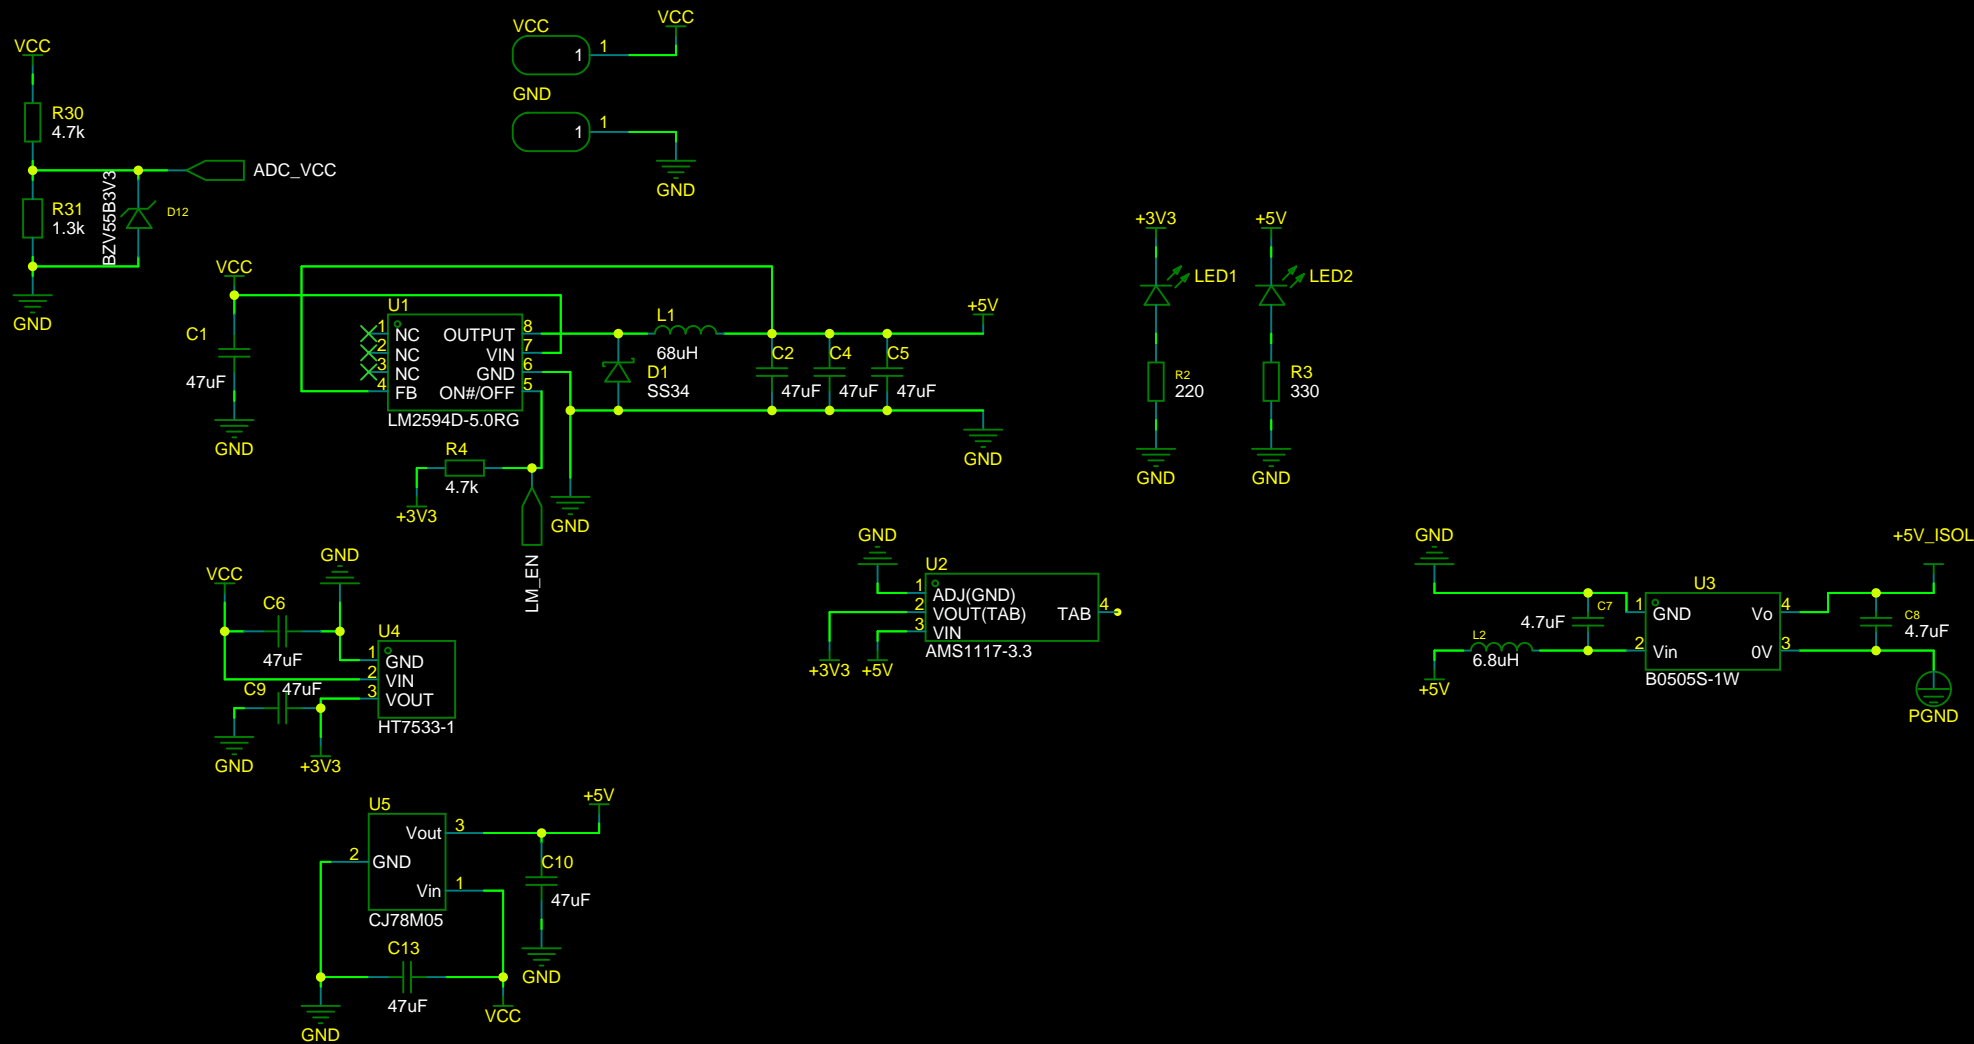 VCC
R30
4.7k
ADC_VCC
R31
1.3k
BZV55B3V3
D12
GND
VCC
1
1
VCC
GND
1
1
GND
VCC
C1
47uF
GND
U1
1
NC
2
NC
3
NC
4
FB
OUTPUT
8
VIN
7
GND
6
ON#/OFF
5
LM2594D-5.0RG
R4
4.7k
+3V3
LM_EN
GND
L1
68uH
D1
SS34
C2
47uF
C4
47uF
C5
47uF
+5V
GND
+3V3
LED1
R2
220
GND
+5V
LED2
R3
330
GND
VCC
GND
C6
47uF
U4
1
GND
2
VIN
3
VOUT
HT7533-1
C9
47uF
GND
+3V3
GND
U2
1
ADJ(GND)
2
VOUT(TAB)
3
VIN
TAB
4
AMS1117-3.3
+3V3
+5V
GND
+5V_ISOL
U3
C7
4.7uF
1
GND
Vo
4
C8
4.7uF
L2
6.8uH
2
Vin
0V
3
B0505S-1W
+5V
PGND
U5
Vout
3
+5V
2
GND
C10
47uF
Vin
1
CJ78M05
C13
47uF
GND
VCC
GND